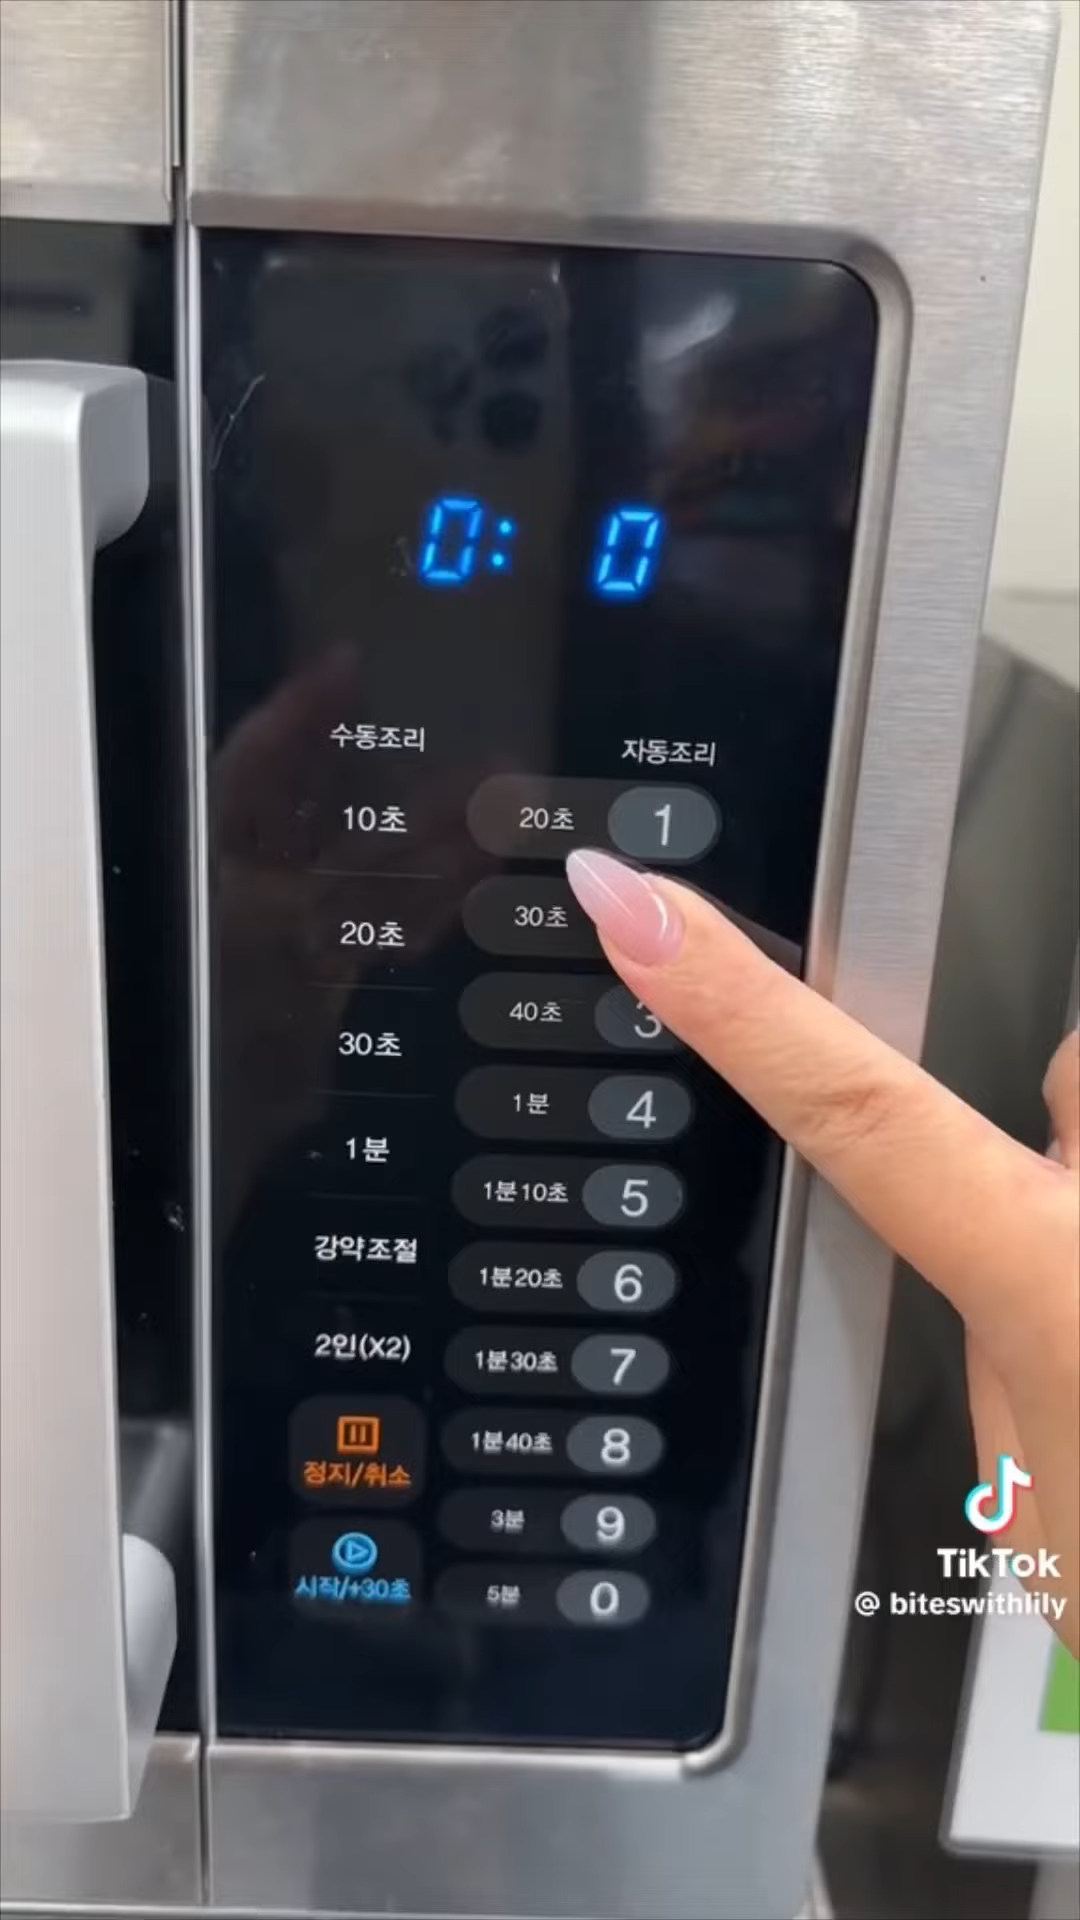 0: 0
수동조리
자동조리
10초
20초
30초
1분
강약조절
2인(X2)
정지/취소
시작/+30초
20초 1
30초
40초 3
1분 4
1분10초 5
1분20초 6
1분30초 7
1분40초 8
3분 9
5분 0
TikTok
@ biteswithlily